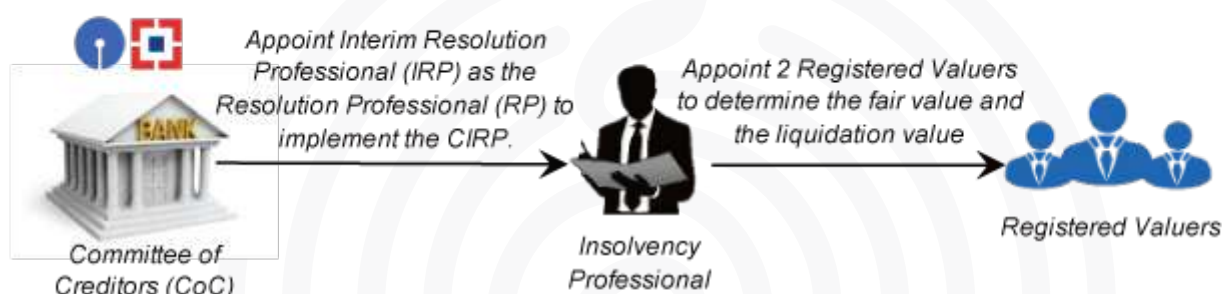 Appoint Interim Resolution
Professional (IRP) as the
Resolution Professional (RP) to
implement the CIRP.
Appoint 2 Registered Valuers
to determine the fair value and
the liquidation value
BANK
Committee of
Creditors (CoC)
Insolvency
Professional
Registered Valuers